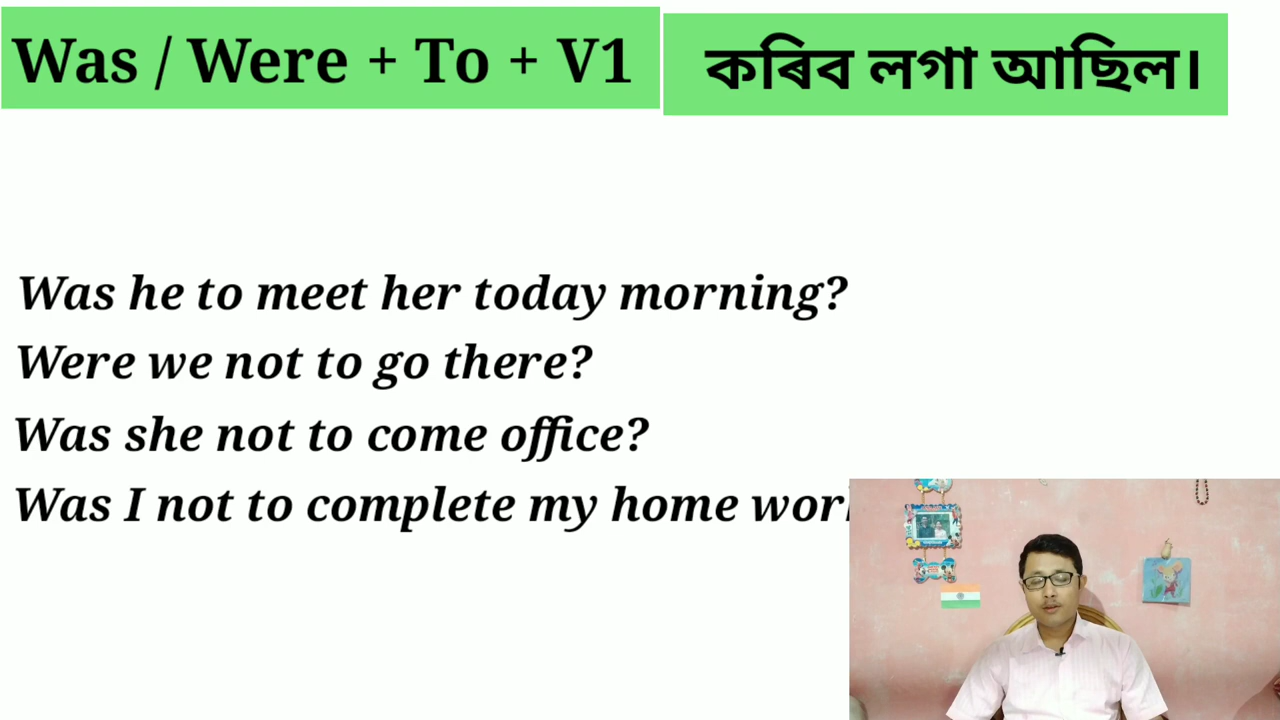 Was / Were + To + V1
কৰিব লগা আছিল।
Was he to meet her today morning?
Were we not to go there?
Was she not to come office?
Was I not to complete my home